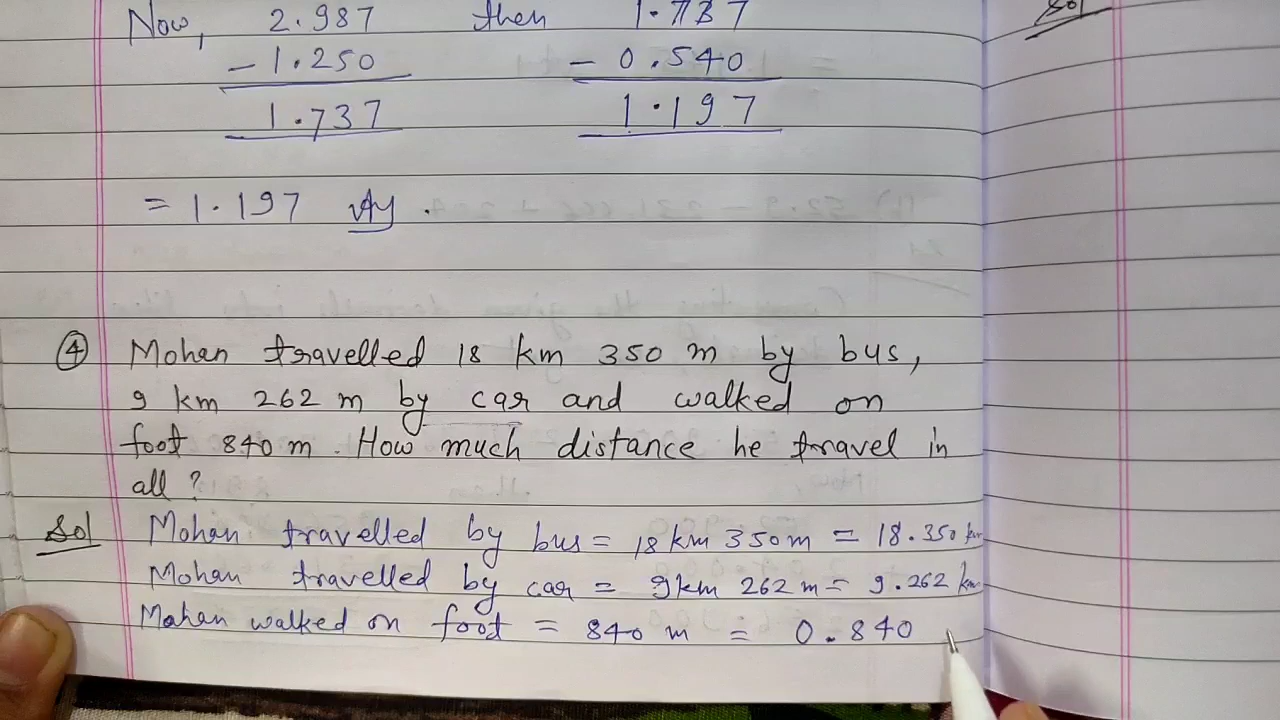 Now, 2.987 then 1.737
- 1.250 - 0.540
1.737 1.197
= 1.197
④ Mohan travelled 18 km 350 m by bus,
9 km 262 m by car and walked on
foot 840 m. How much distance he travel in
all ?
Sol Mohan travelled by bus = 18 km 350 m = 18.350 km
Mohan travelled by car = 9 km 262 m = 9.262 km
Mohan walked on foot = 840 m = 0.840
Sol